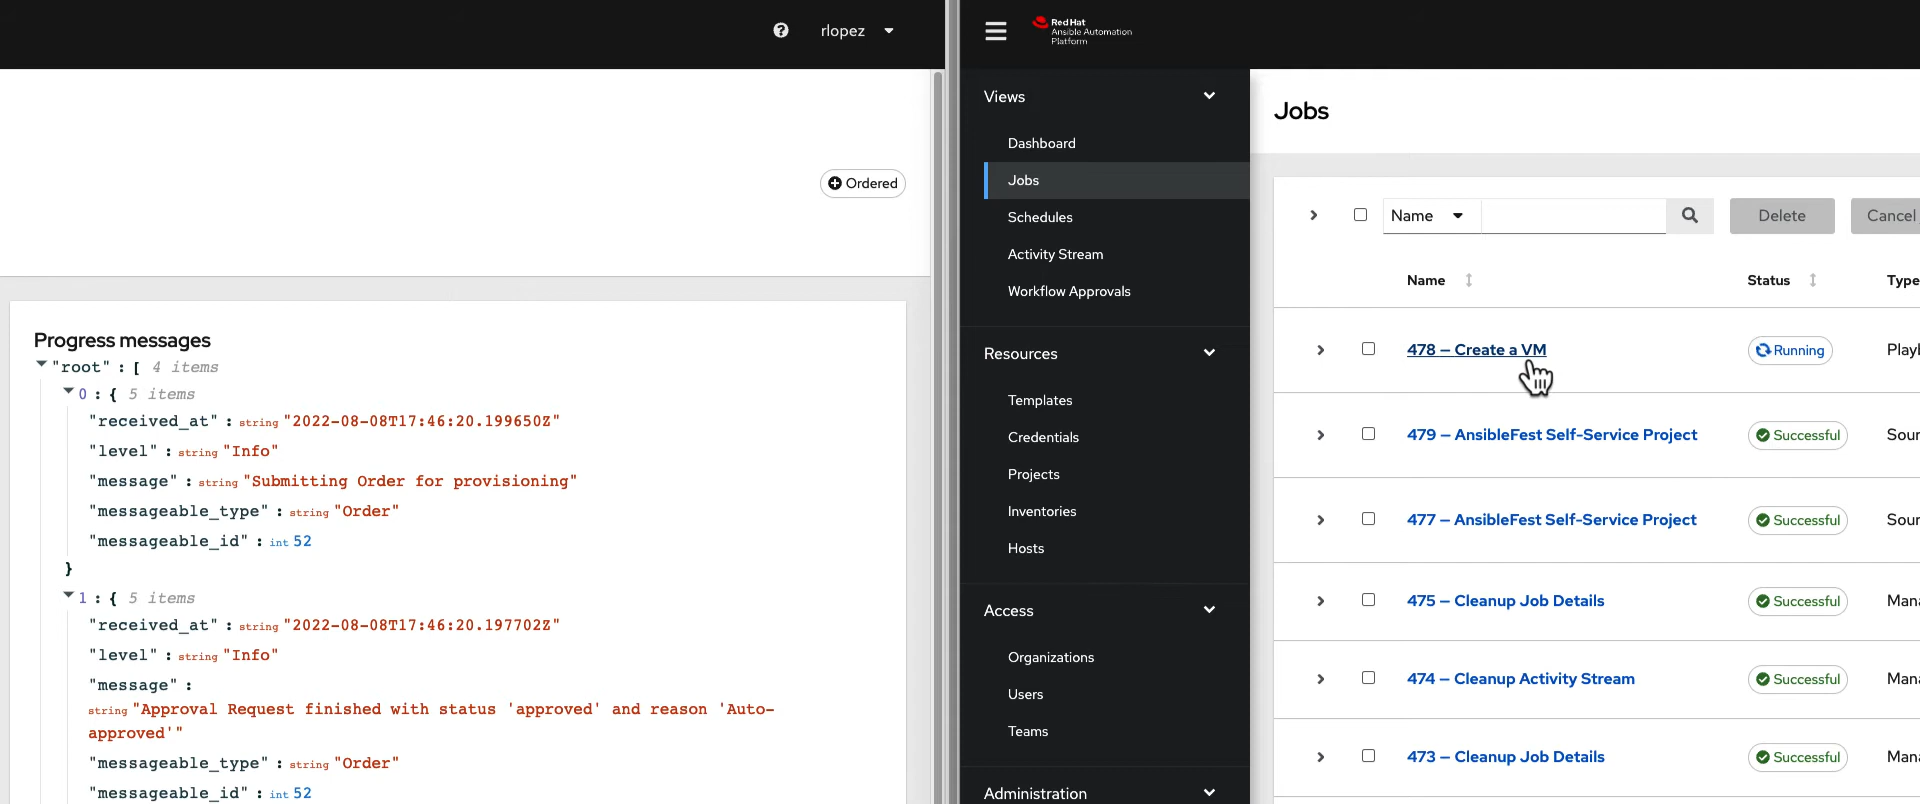 rlopez
Ordered
Progress messages
"root" : [ 4 items
0 : { 5 items
"received_at" : string "2022-08-08T17:46:20.199650Z"
"level" : string "Info"
"message" : string "Submitting Order for provisioning"
"messageable_type" : string "Order"
"messageable_id" : int 52
}
1 : { 5 items
"received_at" : string "2022-08-08T17:46:20.197702Z"
"level" : string "Info"
"message" :
string "Approval Request finished with status 'approved' and reason 'Auto-
approved'"
"messageable_type" : string "Order"
"messageable_id" : int 52
Red Hat
Ansible Automation
Platform
Views
Dashboard
Jobs
Schedules
Activity Stream
Workflow Approvals
Resources
Templates
Credentials
Projects
Inventories
Hosts
Access
Organizations
Users
Teams
Administration
Jobs
Name Delete Cancel
Name Status Type
478 – Create a VM Running Play
479 – AnsibleFest Self-Service Project Successful Sour
477 – AnsibleFest Self-Service Project Successful Sour
475 – Cleanup Job Details Successful Mana
474 – Cleanup Activity Stream Successful Mana
473 – Cleanup Job Details Successful Mana